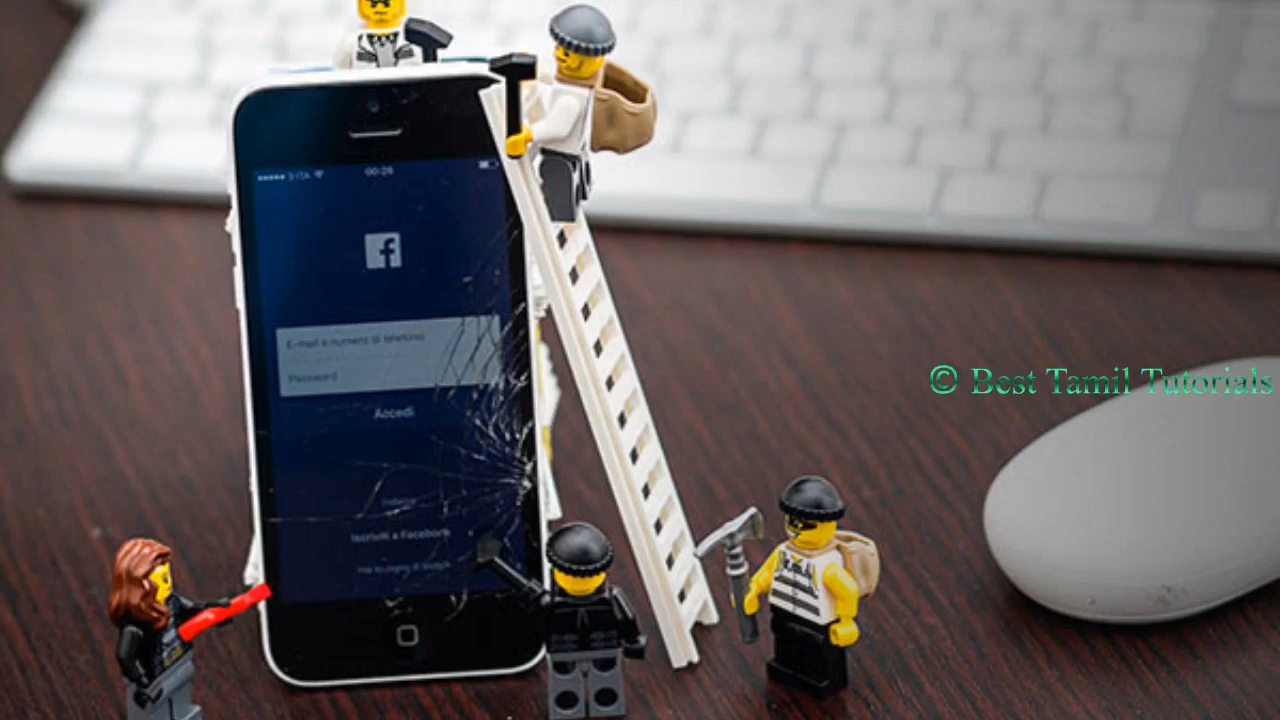 00:26
f
E-mail o numero di telefono
Password
Accedi
Iscriviti a Facebook
© Best Tamil Tutorials